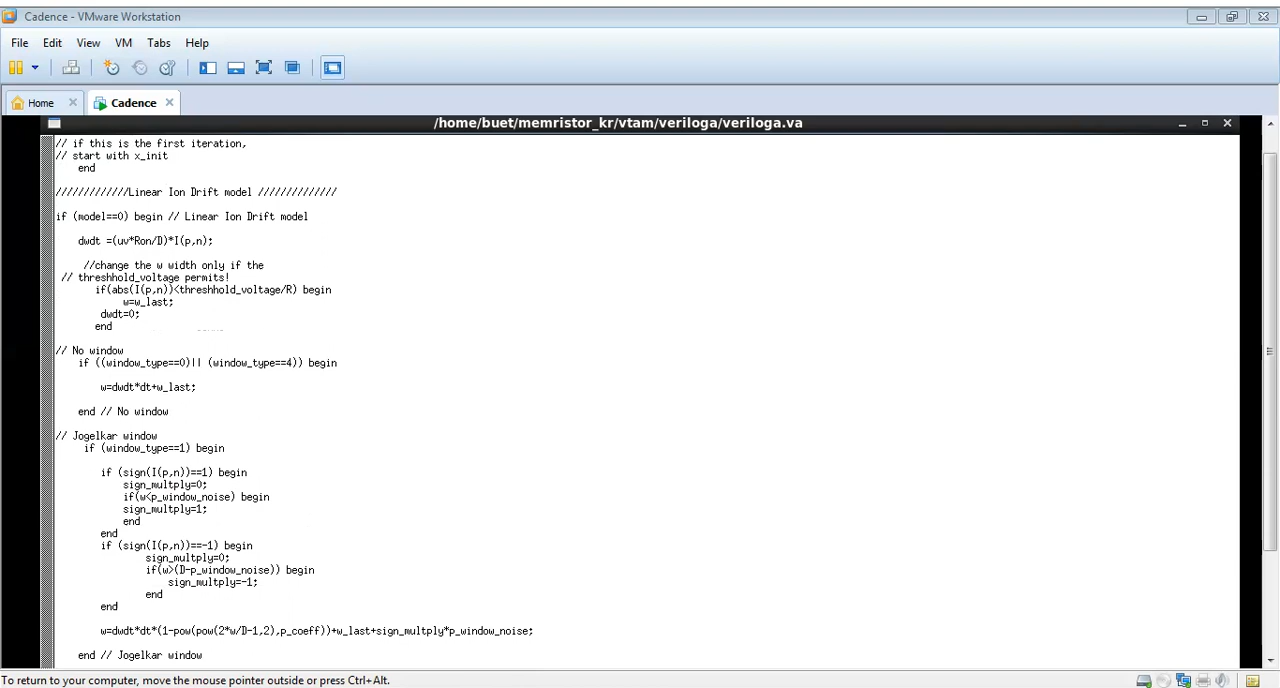 Cadence - VMware Workstation
File Edit View VM Tabs Help
Home Cadence
/home/buet/memristor_kr/vtam/veriloga/veriloga.va
// if this is the first iteration,
// start with x_init
end
/////////////Linear Ion Drift model //////////////
if (model==0) begin // Linear Ion Drift model
dwdt =(uv*Ron/D)*I(p,n);
//change the w width only if the
// threshhold_voltage permits!
if(abs(I(p,n))<threshhold_voltage/R) begin
w=w_last;
dwdt=0;
end
// No window
if ((window_type==0)|| (window_type==4)) begin
w=dwdt*dt+w_last;
end // No window
// Jogelkar window
if (window_type==1) begin
if (sign(I(p,n))==1) begin
sign_multply=0;
if(w<p_window_noise) begin
sign_multply=1;
end
end
if (sign(I(p,n))==-1) begin
sign_multply=0;
if(w>(D-p_window_noise)) begin
sign_multply=-1;
end
end
w=dwdt*dt*(1-pow(pow(2*w/D-1,2),p_coeff))+w_last+sign_multply*p_window_noise;
end // Jogelkar window
To return to your computer, move the mouse pointer outside or press Ctrl+Alt.